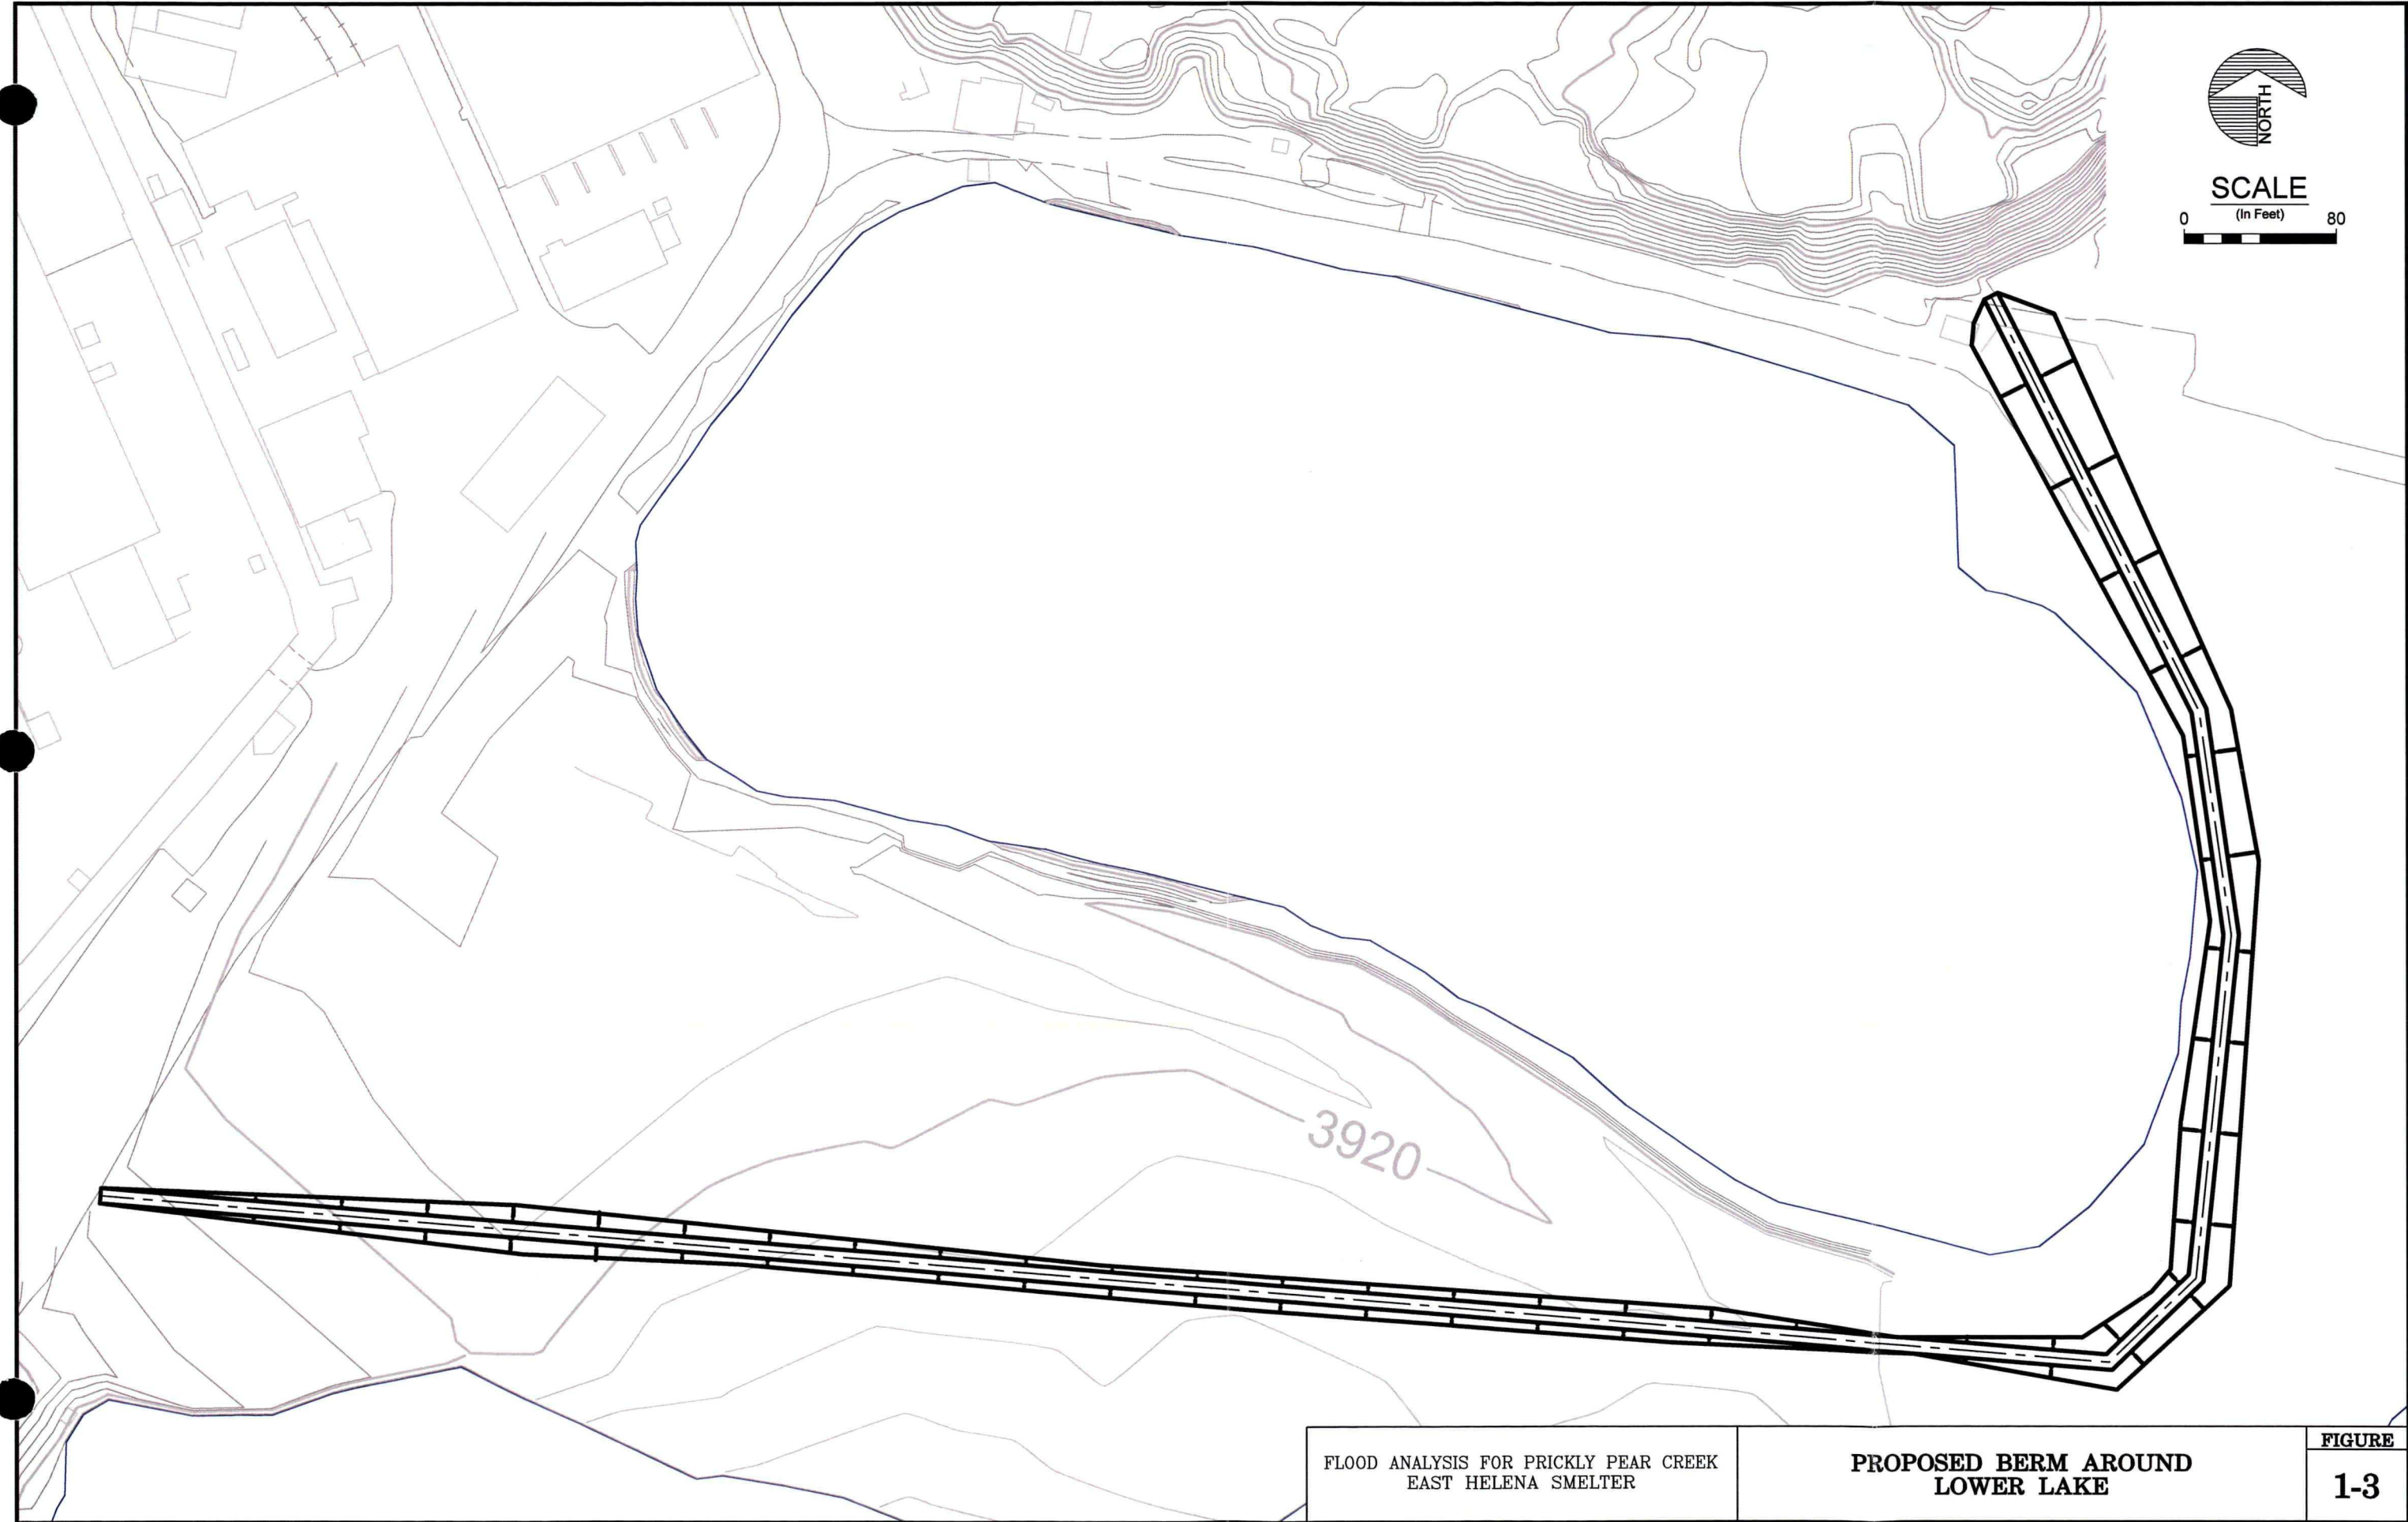 NORTH
SCALE
(In Feet)
0 80
3920
FLOOD ANALYSIS FOR PRICKLY PEAR CREEK
EAST HELENA SMELTER
PROPOSED BERM AROUND
LOWER LAKE
FIGURE
1-3